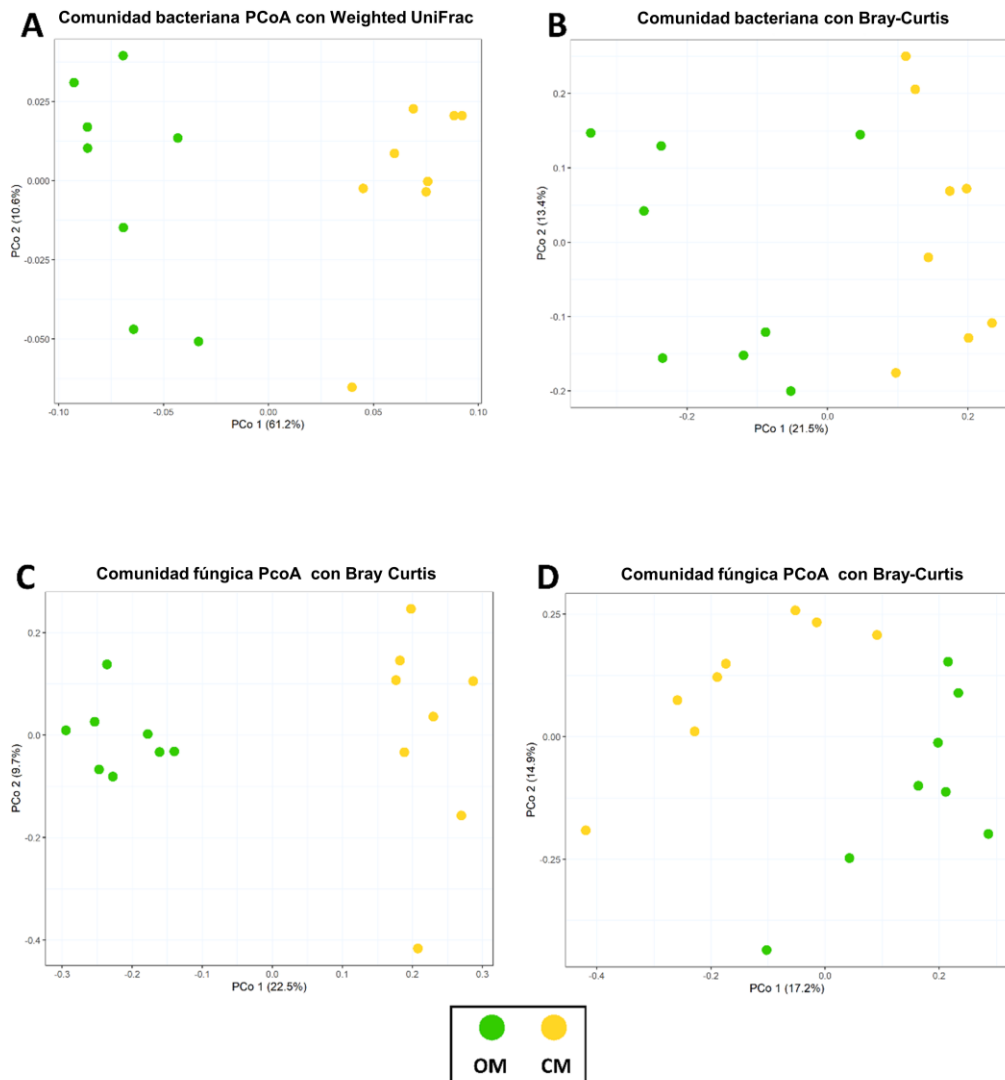 A
Comunidad bacteriana PCoA con Weighted UniFrac
0.025
0.000
-0.025
-0.050
PCo 2 (10.6%)
-0.10
-0.05
0.00
0.05
0.10
PCo 1 (61.2%)
B
Comunidad bacteriana con Bray-Curtis
0.2
0.1
0.0
-0.1
-0.2
PCo 2 (13.4%)
-0.2
0.0
0.2
PCo 1 (21.5%)
C
Comunidad fúngica PcoA con Bray Curtis
0.2
0.0
-0.2
-0.4
PCo 2 (9.7%)
-0.3
-0.2
-0.1
0.0
0.1
0.2
0.3
PCo 1 (22.5%)
D
Comunidad fúngica PCoA con Bray-Curtis
0.25
0.00
-0.25
PCo 2 (14.9%)
-0.4
-0.2
0.0
0.2
PCo 1 (17.2%)
OM
CM